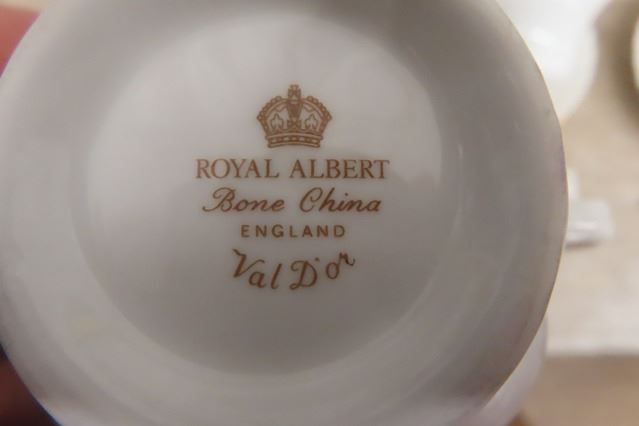 ROYAL ALBERT
Bone China
ENGLAND
Val D'or